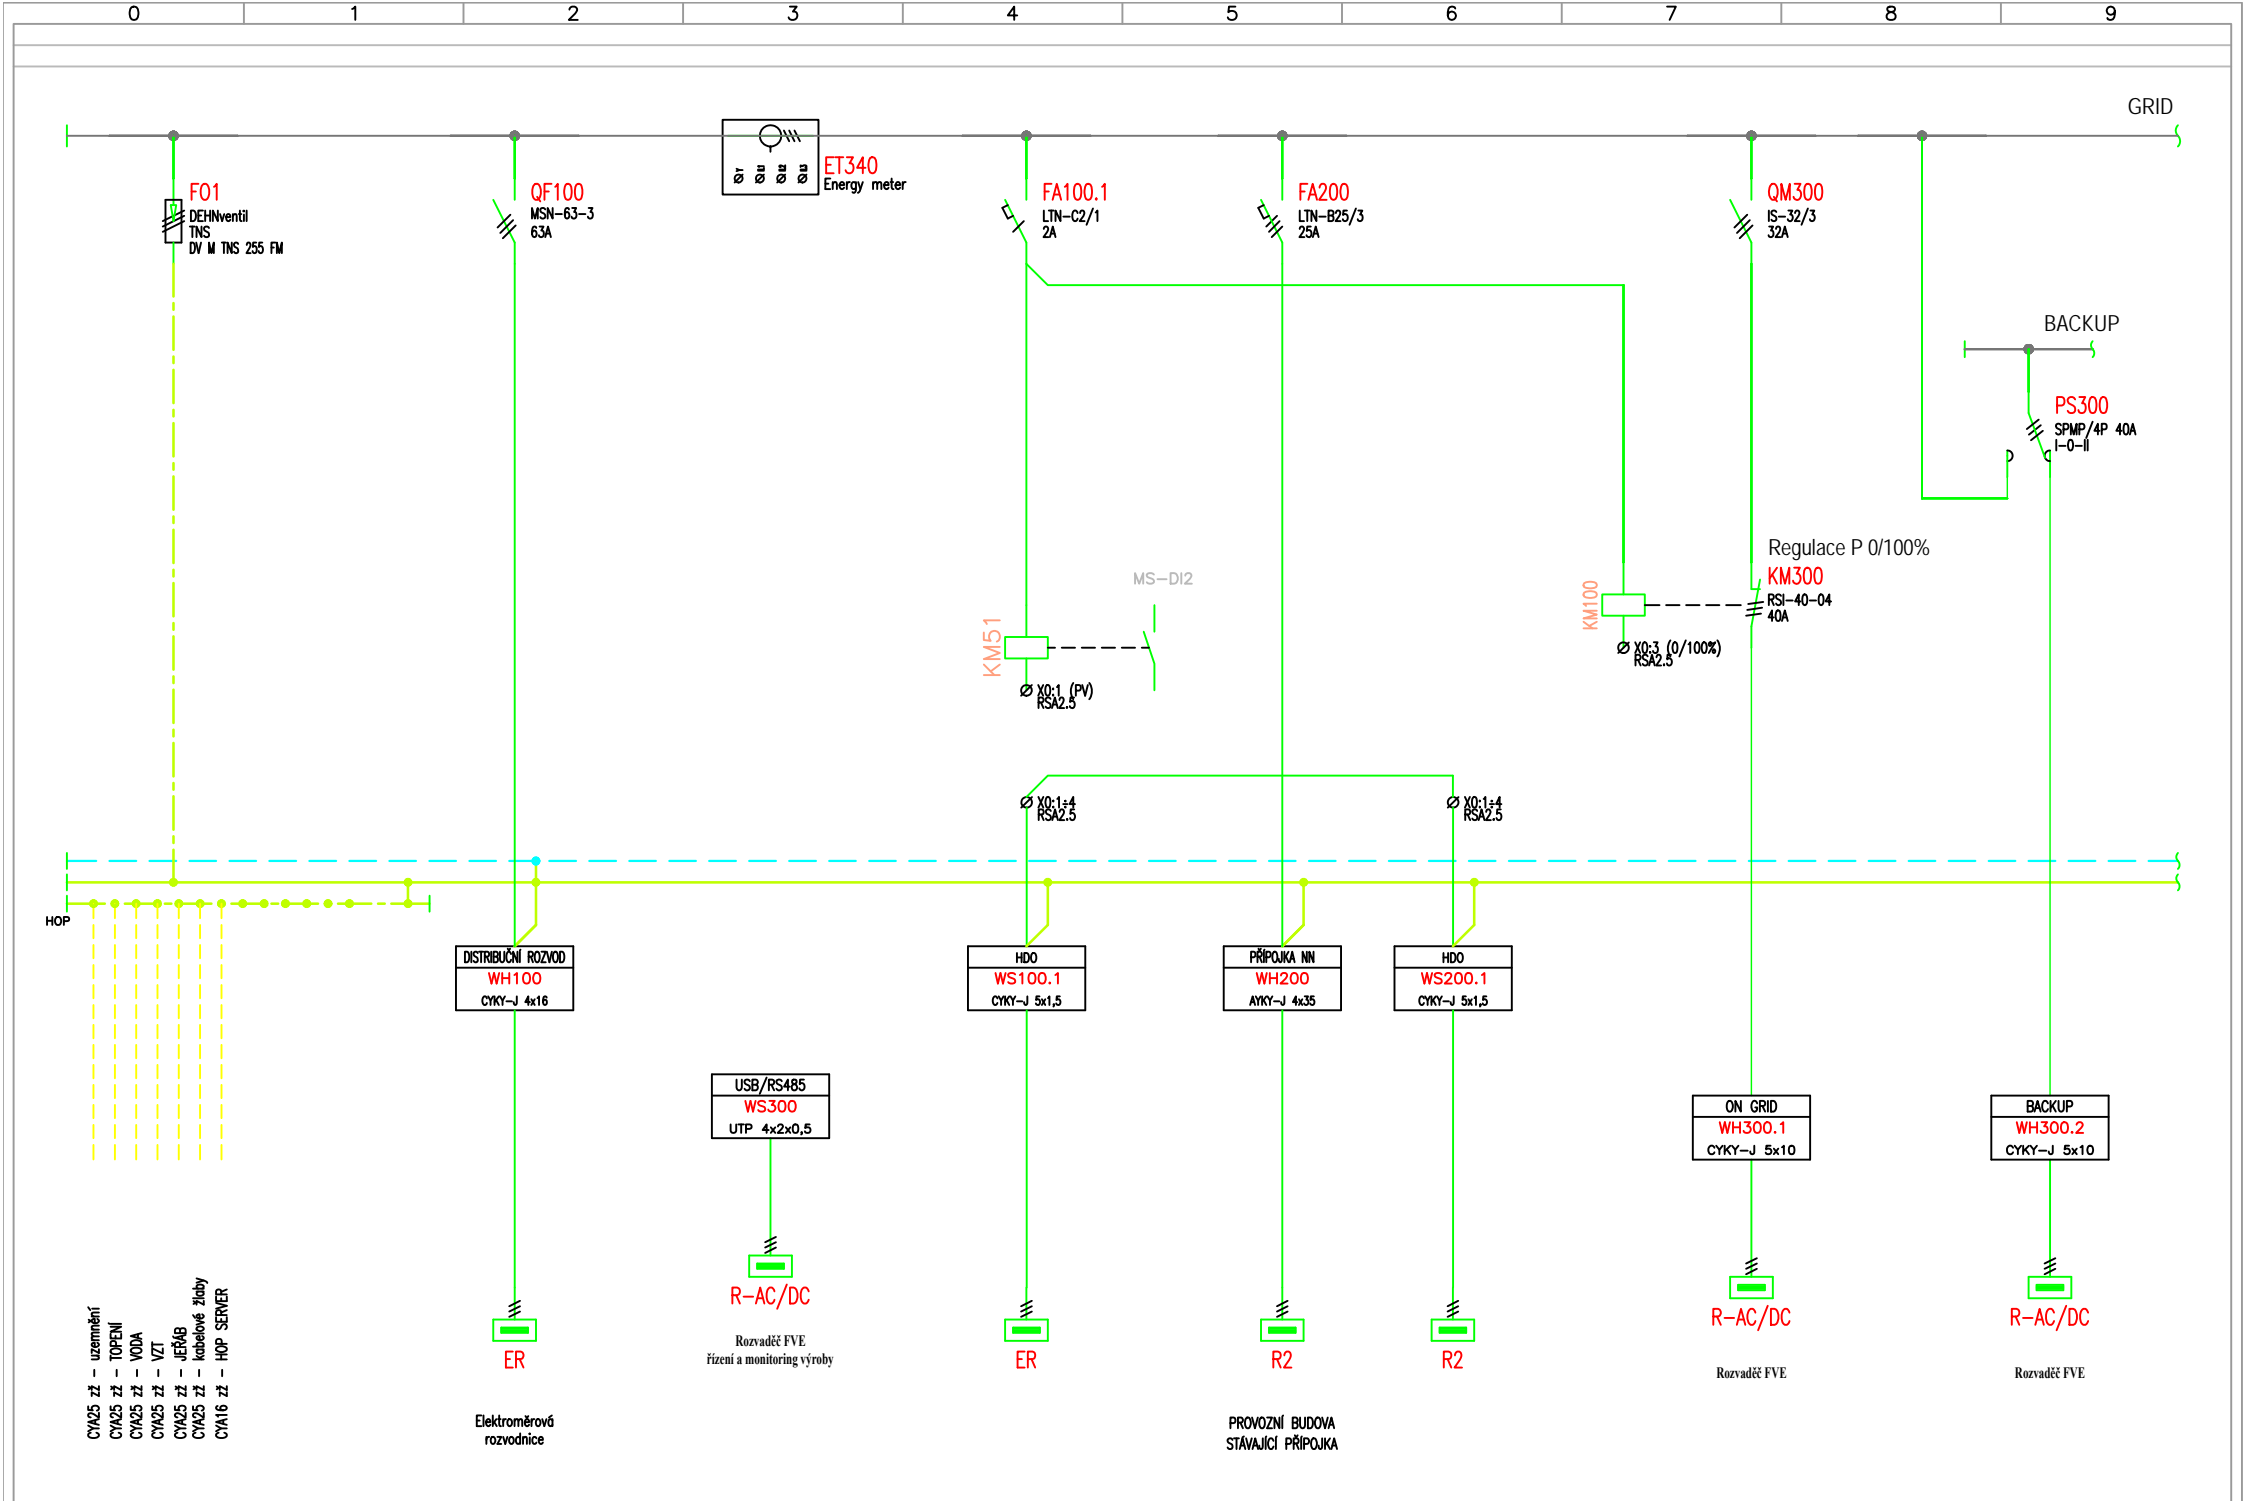 0 1 2 3 4 5 6 7 8 9
GRID
F01
DEHNventil
TNS
DV M TNS 255 FM
QF100
MSN-63-3
63A
ET340
Energy meter
FA100.1
LTN-C2/1
2A
FA200
LTN-B25/3
25A
QM300
IS-32/3
32A
BACKUP
PS300
SPMP/4P 40A
I-0-II
Regulace P 0/100%
KM300
RSI-40-04
40A
KM100
X0:3 (0/100%)
RSA2.5
MS-DI2
KM51
X0:1 (PV)
RSA2.5
X0:1÷4
RSA2.5
X0:1÷4
RSA2.5
HOP
DISTRIBUČNÍ ROZVOD
WH100
CYKY-J 4x16
HDO
WS100.1
CYKY-J 5x1,5
PŘÍPOJKA NN
WH200
AYKY-J 4x35
HDO
WS200.1
CYKY-J 5x1,5
USB/RS485
WS300
UTP 4x2x0,5
ON GRID
WH300.1
CYKY-J 5x10
BACKUP
WH300.2
CYKY-J 5x10
CYA25 zž - uzemnění
CYA25 zž - TOPENÍ
CYA25 zž - VODA
CYA25 zž - VZT
CYA25 zž - JEŘÁB
CYA25 zž - kabelové žlaby
CYA16 zž - HOP SERVER
ER
Elektroměrová
rozvodnice
R-AC/DC
Rozvaděč FVE
řízení a monitoring výroby
ER
R2
PROVOZNÍ BUDOVA
STÁVAJÍCÍ PŘÍPOJKA
R2
R-AC/DC
Rozvaděč FVE
R-AC/DC
Rozvaděč FVE